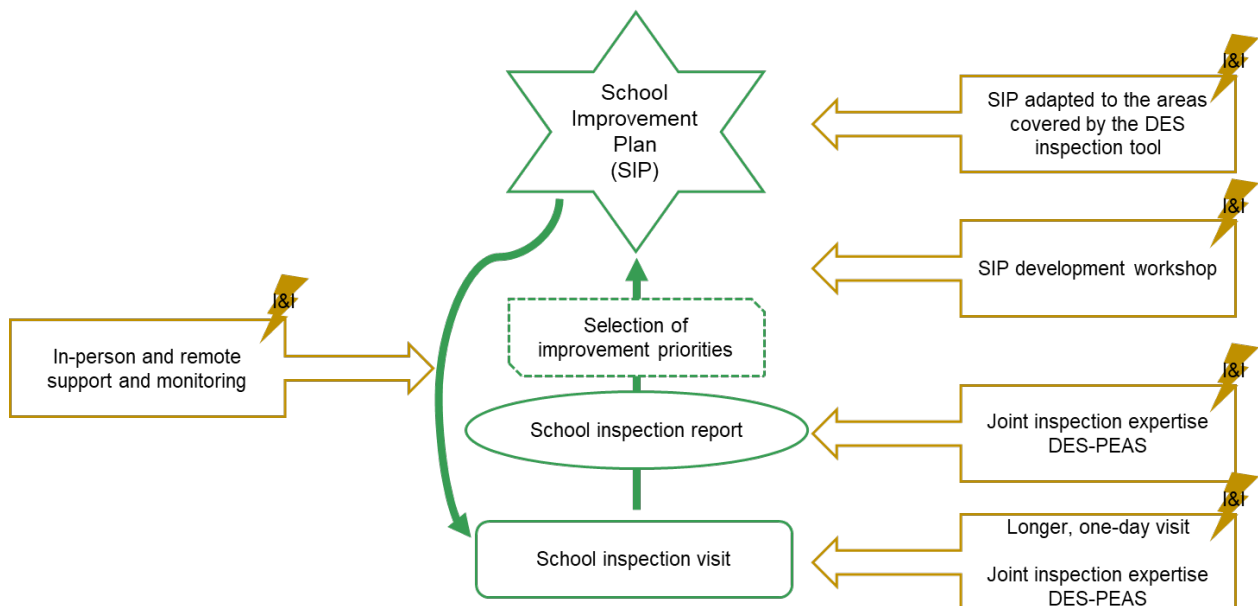 School
Improvement
Plan
(SIP)
I&I
SIP adapted to the areas
covered by the DES
inspection tool
I&I
SIP development workshop
I&I
In-person and remote
support and monitoring
Selection of
improvement priorities
School inspection report
I&I
Joint inspection expertise
DES-PEAS
School inspection visit
I&I
Longer, one-day visit
Joint inspection expertise
DES-PEAS